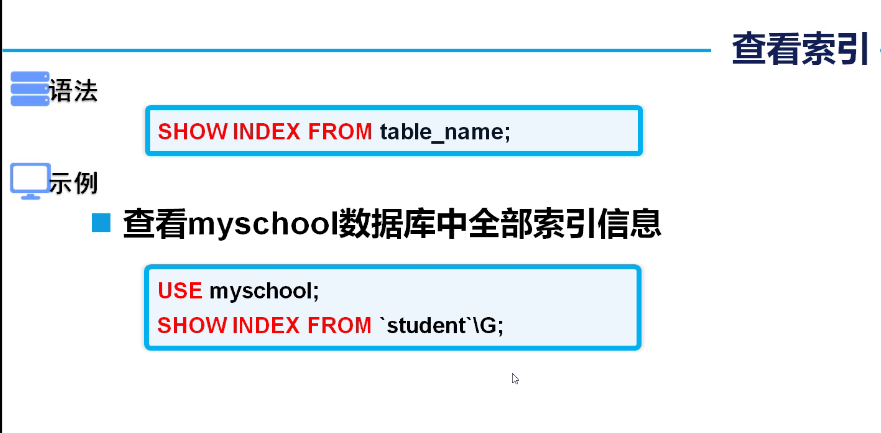 查看索引
语法
SHOW INDEX FROM table_name;
示例
查看myschool数据库中全部索引信息
USE myschool;
SHOW INDEX FROM `student`\G;